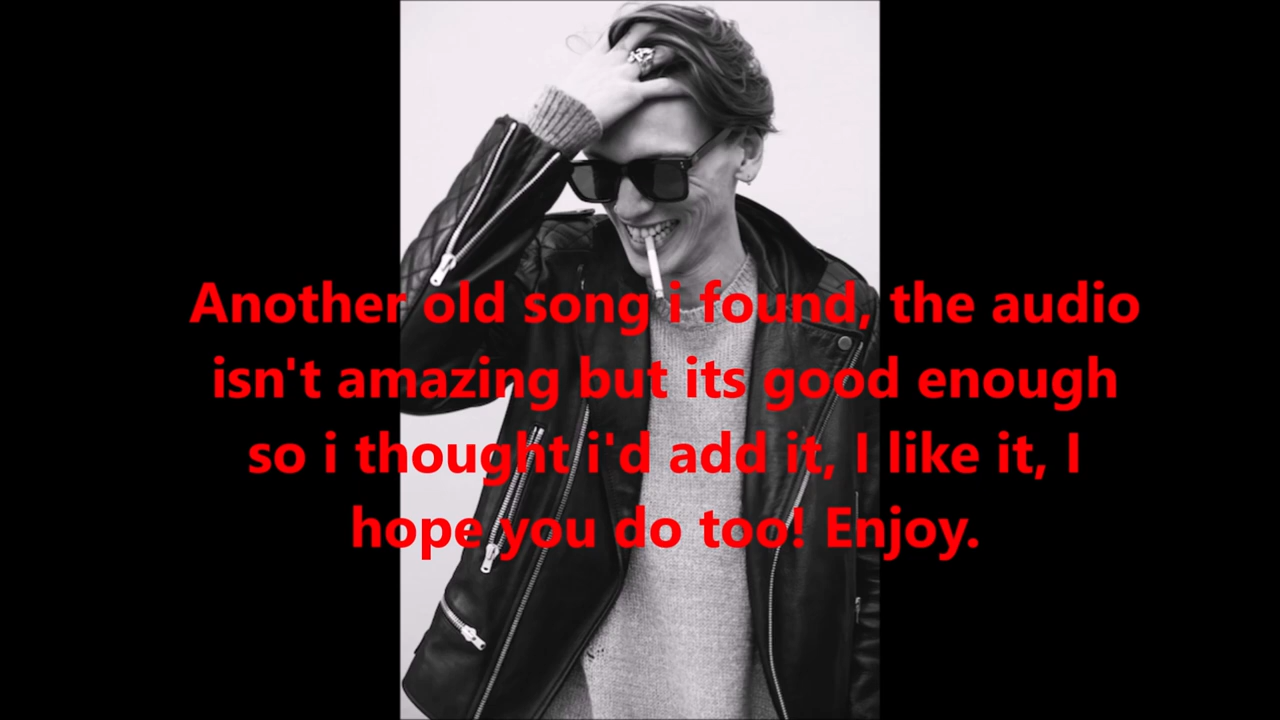 Another old song i found, the audio
isn't amazing but its good enough
so i thought i'd add it, I like it, I
hope you do too! Enjoy.